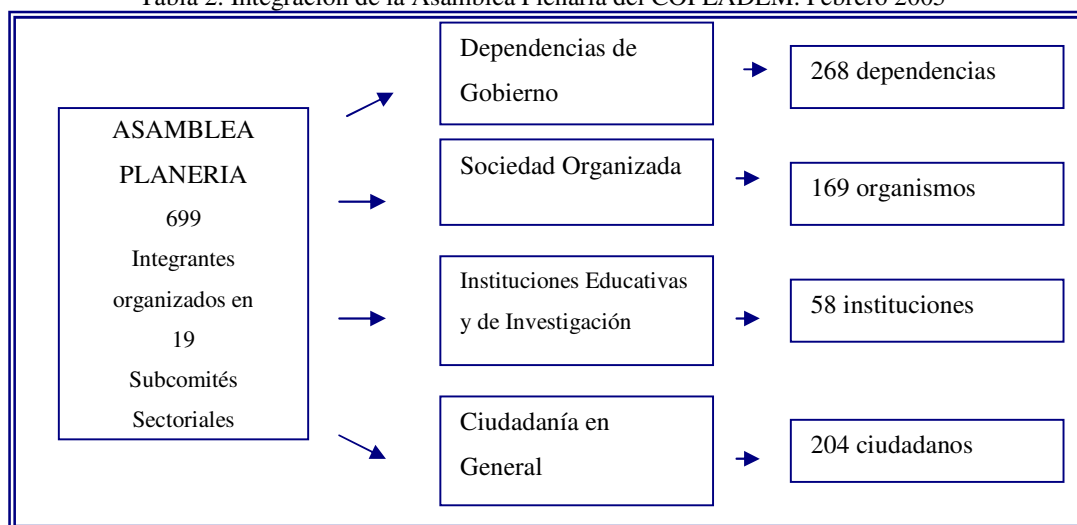 Tabla 2. Integración de la Asamblea Plenaria del COPLADEM. Febrero 2005
ASAMBLEA
PLANERIA
699
Integrantes
organizados en
19
Subcomités
Sectoriales
Dependencias de
Gobierno
268 dependencias
Sociedad Organizada
169 organismos
Instituciones Educativas
y de Investigación
58 instituciones
Ciudadanía en
General
204 ciudadanos